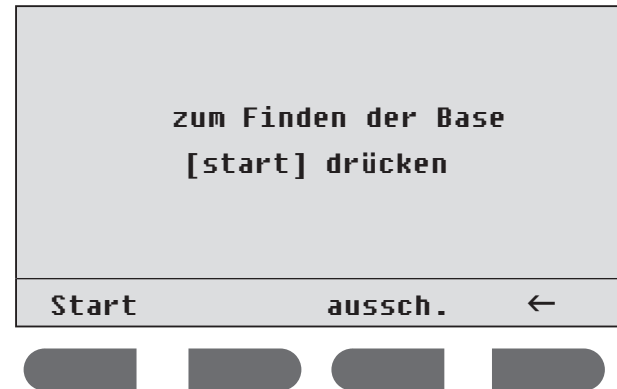 zum Finden der Base
[start] drücken
Start aussch. ←